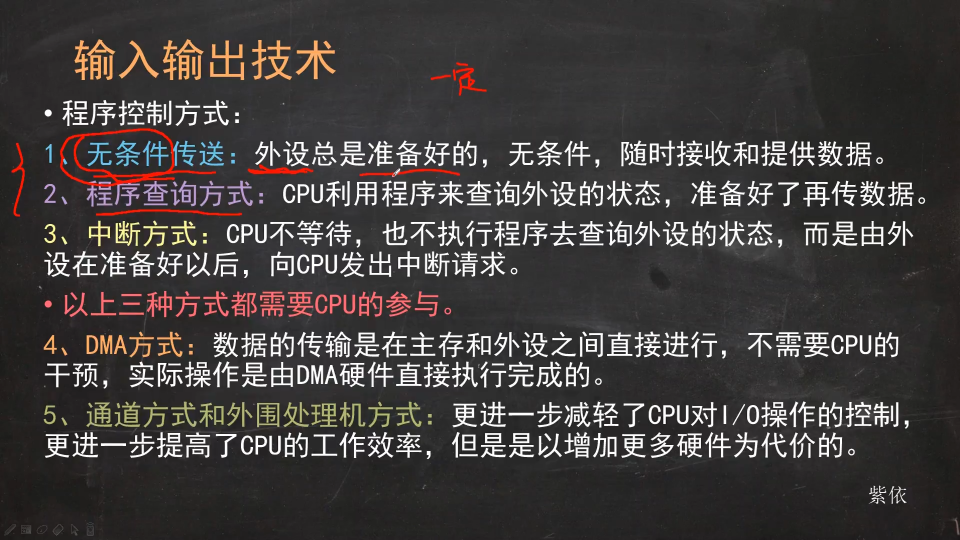 输入输出技术
一定
• 程序控制方式：
1、无条件传送：外设总是准备好的，无条件，随时接收和提供数据。
2、程序查询方式：CPU利用程序来查询外设的状态，准备好了再传数据。
3、中断方式：CPU不等待，也不执行程序去查询外设的状态，而是由外
设在准备好以后，向CPU发出中断请求。
• 以上三种方式都需要CPU的参与。
4、DMA方式：数据的传输是在主存和外设之间直接进行，不需要CPU的
干预，实际操作是由DMA硬件直接执行完成的。
5、通道方式和外围处理机方式：更进一步减轻了CPU对I/O操作的控制，
更进一步提高了CPU的工作效率，但是是以增加更多硬件为代价的。
紫依